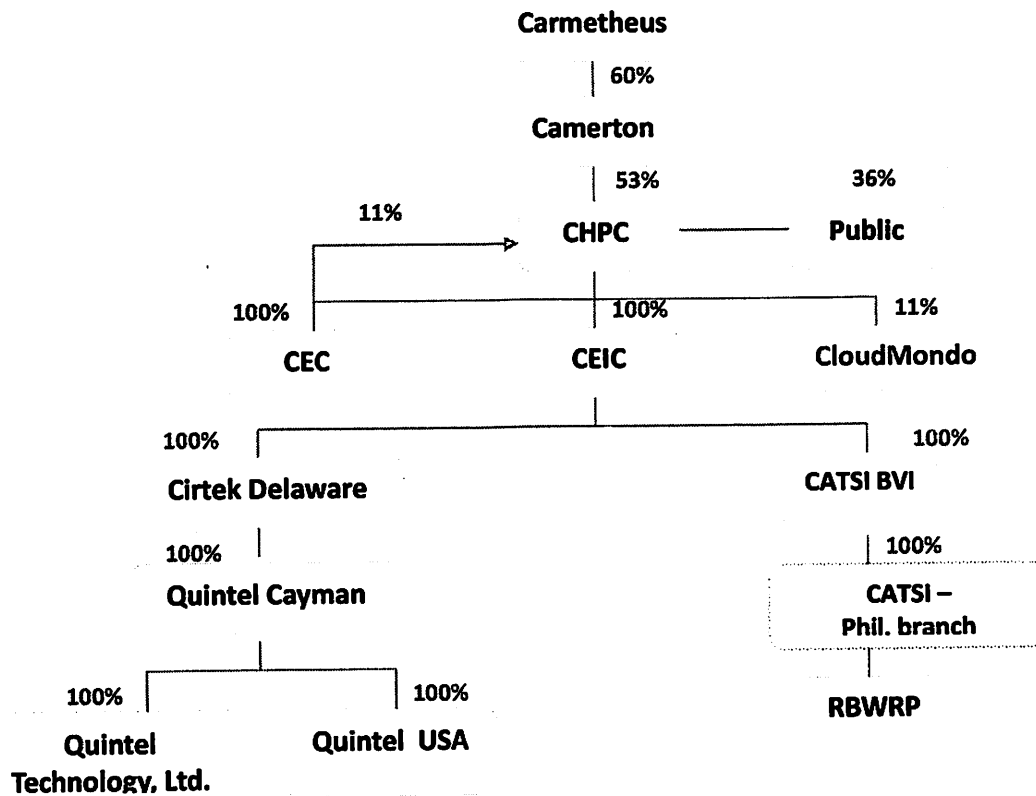 Carmetheus
60%
Camerton
53%
36%
11%
CHPC
Public
100%
100%
11%
CEC
CEIC
CloudMondo
100%
100%
Cirtek Delaware
CATSI BVI
100%
100%
Quintel Cayman
CATSI –
Phil. branch
100%
100%
RBWRP
Quintel
Technology, Ltd.
Quintel USA